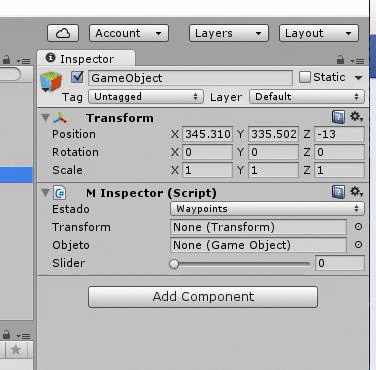 Account Layers Layout
Inspector
GameObject Static
Tag Untagged Layer Default
Transform
Position X 345.310 Y 335.502 Z -13
Rotation X 0 Y 0 Z 0
Scale X 1 Y 1 Z 1
M Inspector (Script)
Estado Waypoints
Transform None (Transform)
Objeto None (Game Object)
Slider 0
Add Component